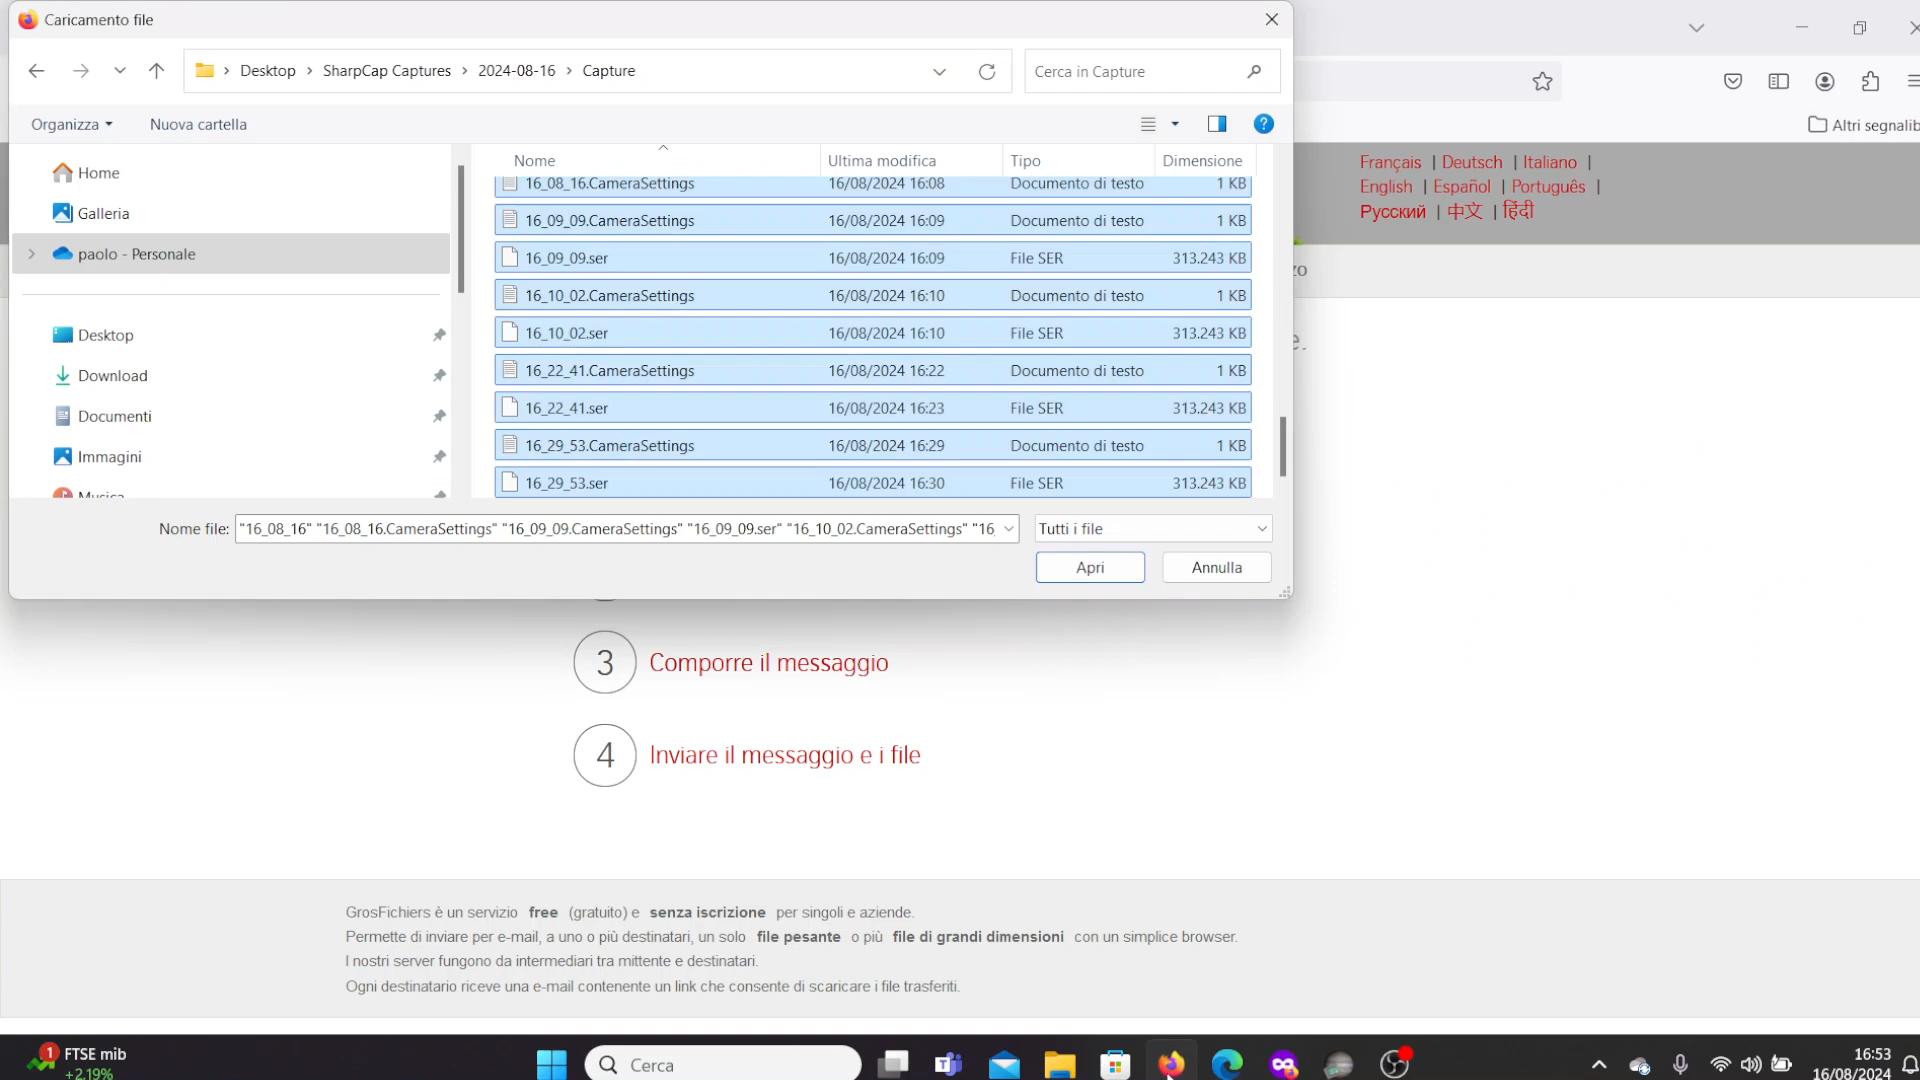 Caricamento file
Desktop > SharpCap Captures > 2024-08-16 > Capture
Cerca in Capture
Organizza
Nuova cartella
Nome Ultima modifica Tipo Dimensione
16_08_16.CameraSettings 16/08/2024 16:08 Documento di testo 1 KB
16_09_09.CameraSettings 16/08/2024 16:09 Documento di testo 1 KB
16_09_09.ser 16/08/2024 16:09 File SER 313.243 KB
16_10_02.CameraSettings 16/08/2024 16:10 Documento di testo 1 KB
16_10_02.ser 16/08/2024 16:10 File SER 313.243 KB
16_22_41.CameraSettings 16/08/2024 16:22 Documento di testo 1 KB
16_22_41.ser 16/08/2024 16:23 File SER 313.243 KB
16_29_53.CameraSettings 16/08/2024 16:29 Documento di testo 1 KB
16_29_53.ser 16/08/2024 16:30 File SER 313.243 KB
Home
Galleria
paolo - Personale
Desktop
Download
Documenti
Immagini
Musica
Nome file: "16_08_16" "16_08_16.CameraSettings" "16_09_09.CameraSettings" "16_09_09.ser" "16_10_02.CameraSettings" "16_
Tutti i file
Apri
Annulla
Altri segnalib
Français | Deutsch | Italiano |
English | Español | Português |
Русский | 中文 | हिंदी
zo
e.
3 Comporre il messaggio
4 Inviare il messaggio e i file
GrosFichiers è un servizio free (gratuito) e senza iscrizione per singoli e aziende.
Permette di inviare per e-mail, a uno o più destinatari, un solo file pesante o più file di grandi dimensioni con un simplice browser.
I nostri server fungono da intermediari tra mittente e destinatari.
Ogni destinatario riceve una e-mail contenente un link che consente di scaricare i file trasferiti.
1
FTSE mib
+2.19%
Cerca
16:53
16/08/2024